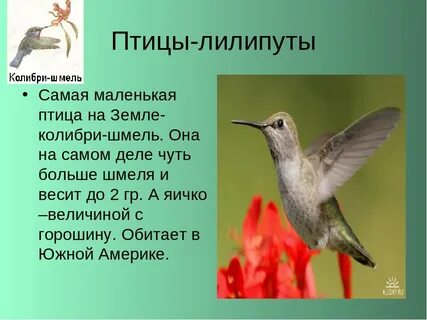 Птицы-лилипуты
Колибри-шмель
• Самая маленькая
птица на Земле-
колибри-шмель. Она
на самом деле чуть
больше шмеля и
весит до 2 гр. А яичко
–величиной с
горошину. Обитает в
Южной Америке.